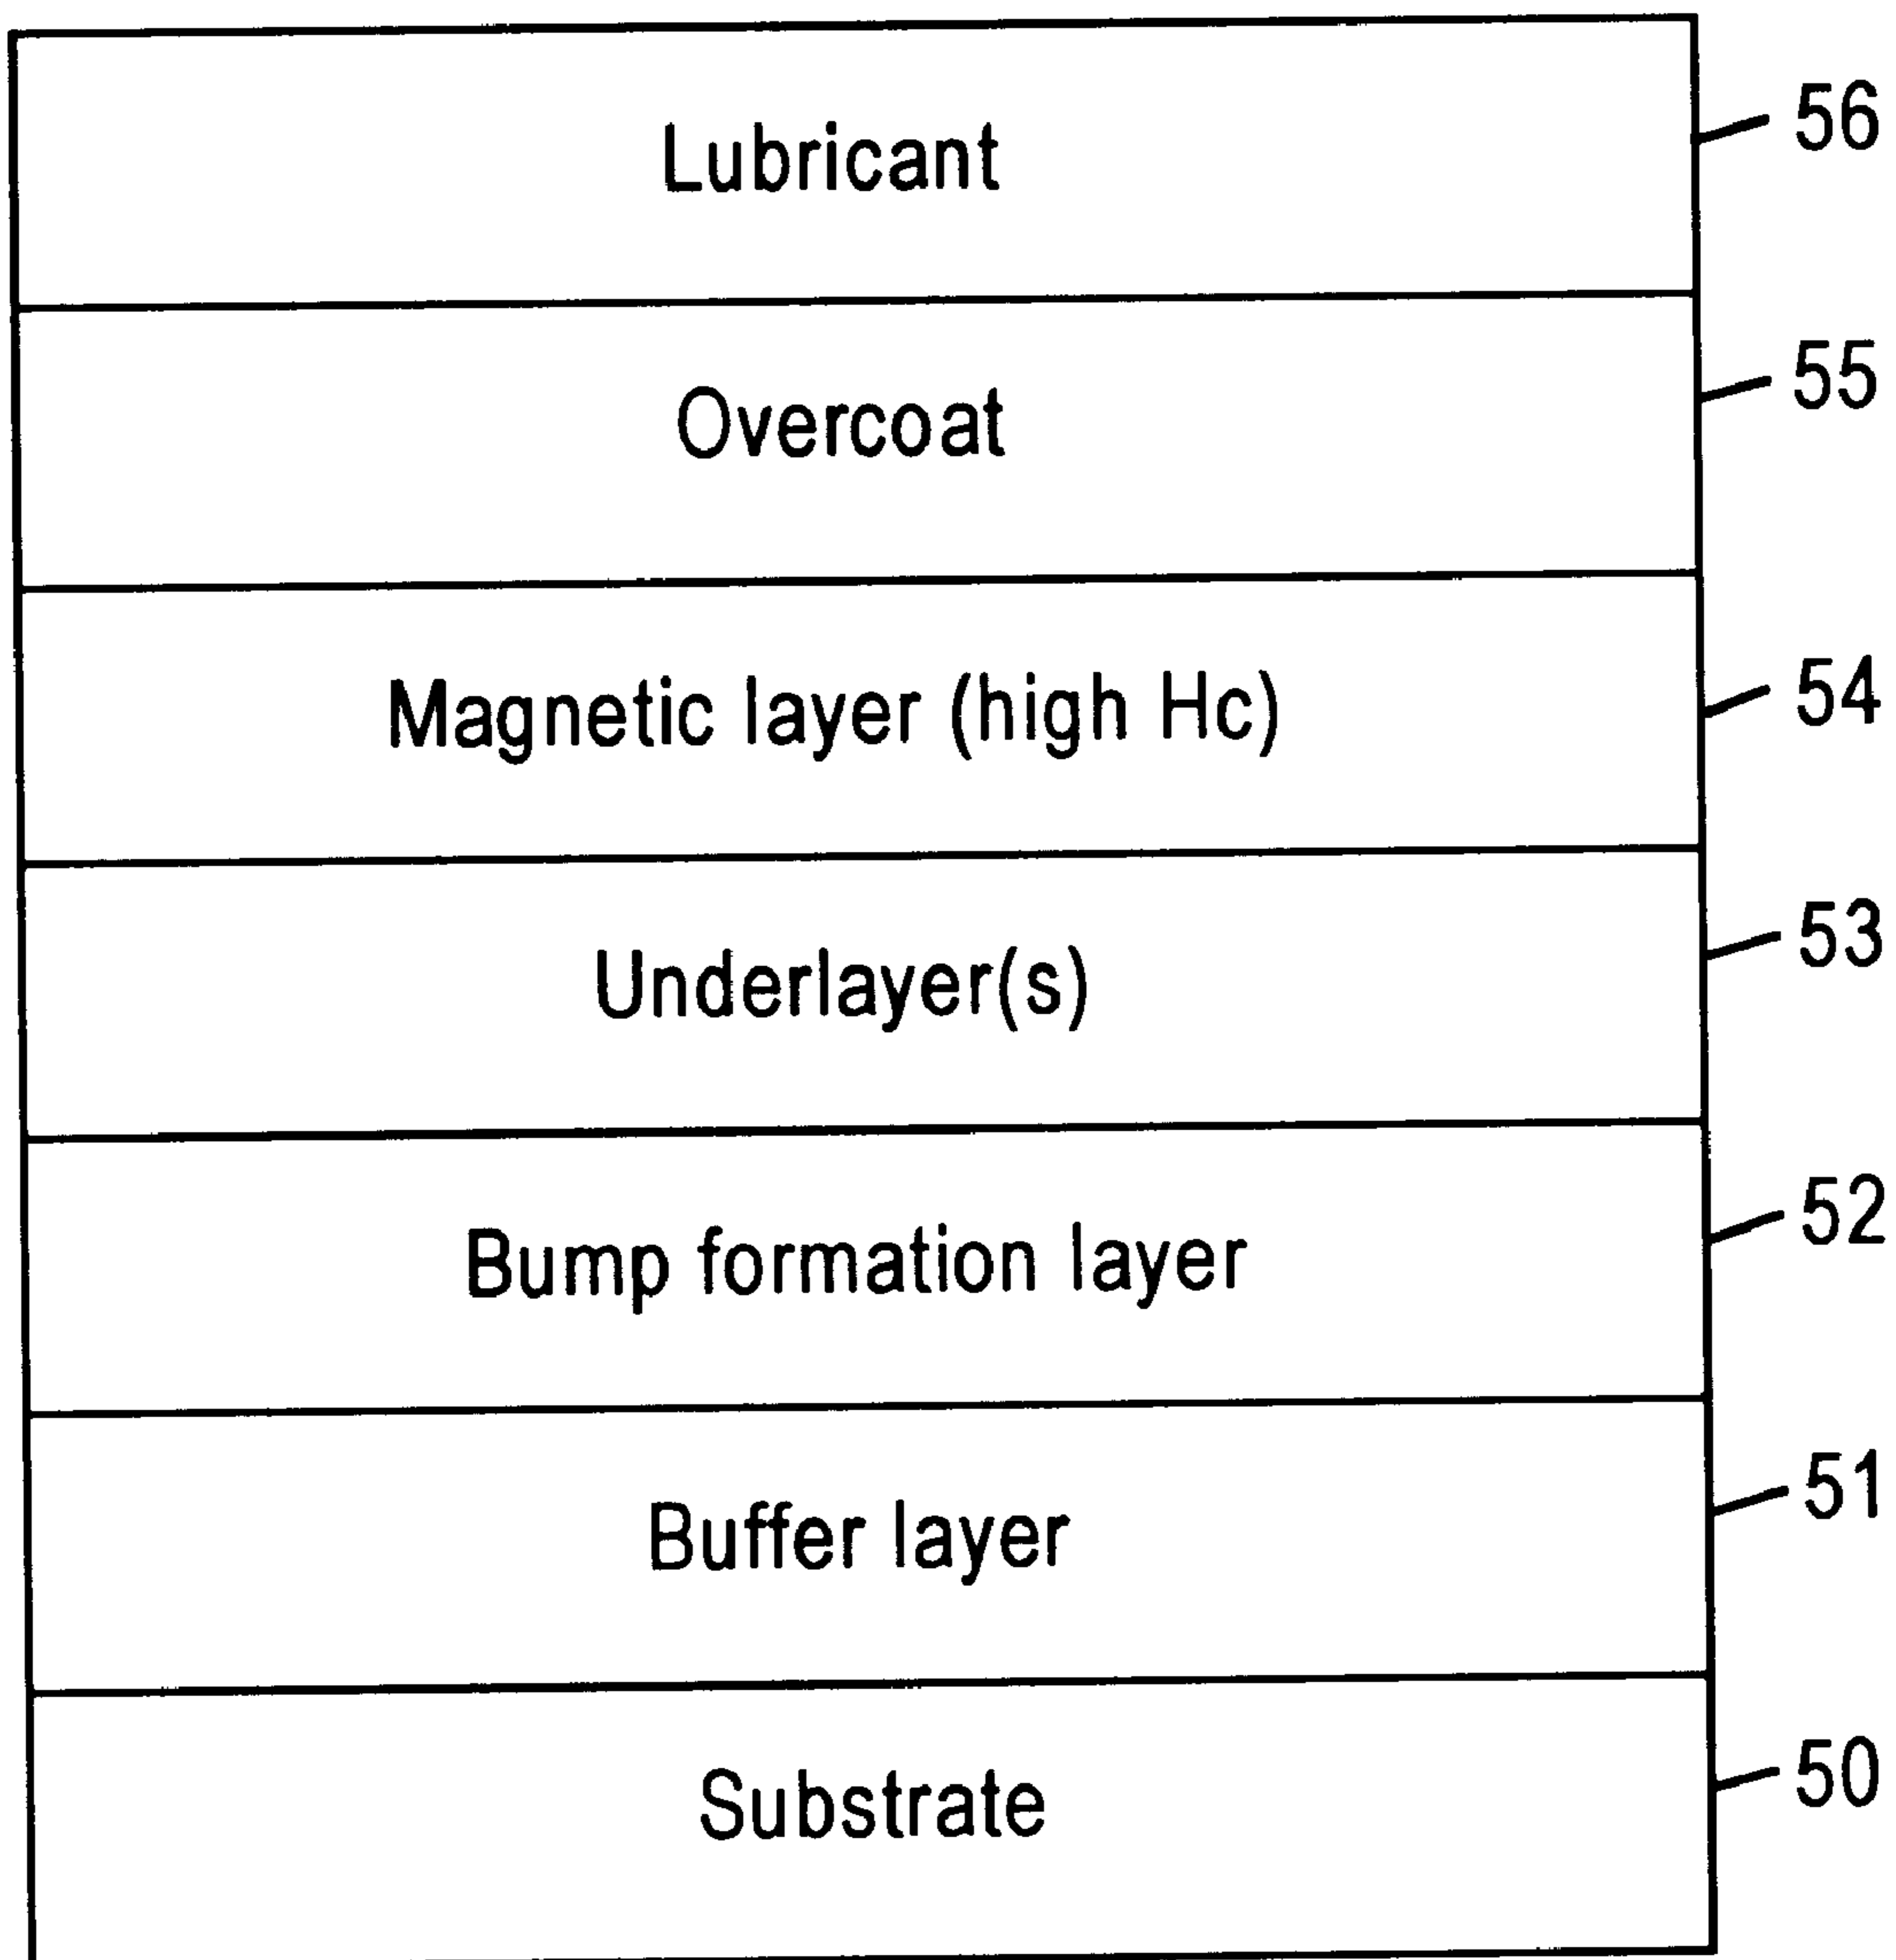 Lubricant 56
Overcoat 55
Magnetic layer (high Hc) 54
Underlayer(s) 53
Bump formation layer 52
Buffer layer 51
Substrate 50